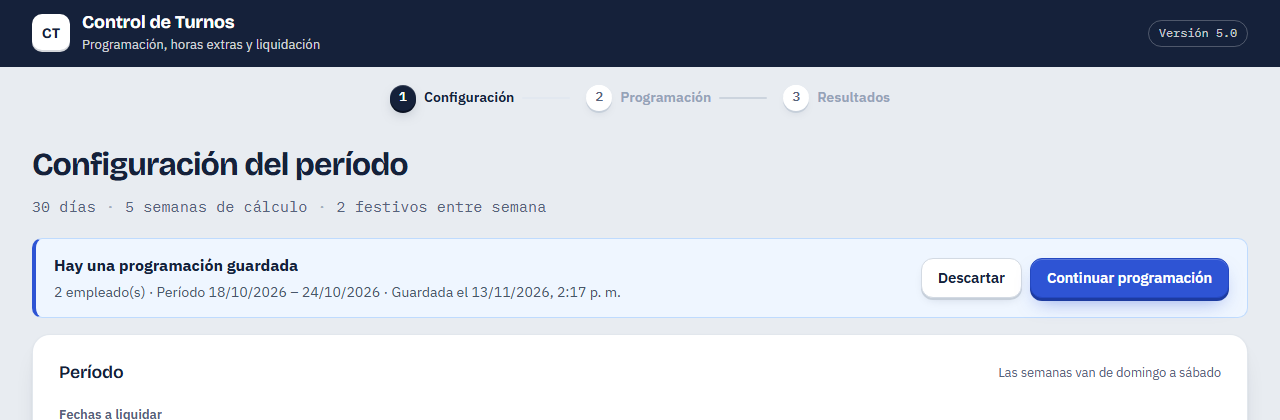 CT
Control de Turnos
Programación, horas extras y liquidación
Versión 5.0
1 Configuración
2 Programación
3 Resultados
Configuración del período
30 días · 5 semanas de cálculo · 2 festivos entre semana
Hay una programación guardada
2 empleado(s) · Período 18/10/2026 – 24/10/2026 · Guardada el 13/11/2026, 2:17 p. m.
Descartar
Continuar programación
Período
Las semanas van de domingo a sábado
Fechas a liquidar